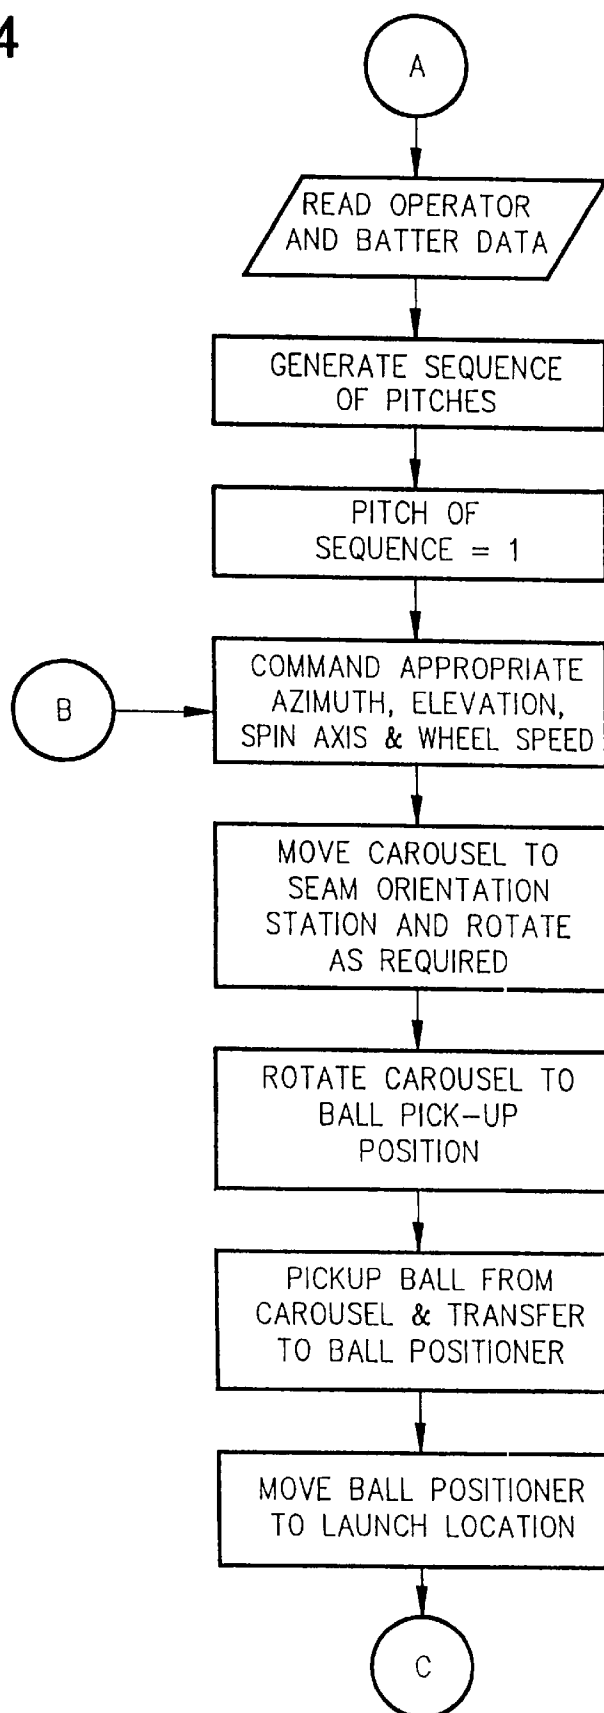 4
A
READ OPERATOR
AND BATTER DATA
GENERATE SEQUENCE
OF PITCHES
PITCH OF
SEQUENCE = 1
B
COMMAND APPROPRIATE
AZIMUTH, ELEVATION,
SPIN AXIS & WHEEL SPEED
MOVE CAROUSEL TO
SEAM ORIENTATION
STATION AND ROTATE
AS REQUIRED
ROTATE CAROUSEL TO
BALL PICK-UP
POSITION
PICKUP BALL FROM
CAROUSEL & TRANSFER
TO BALL POSITIONER
MOVE BALL POSITIONER
TO LAUNCH LOCATION
C